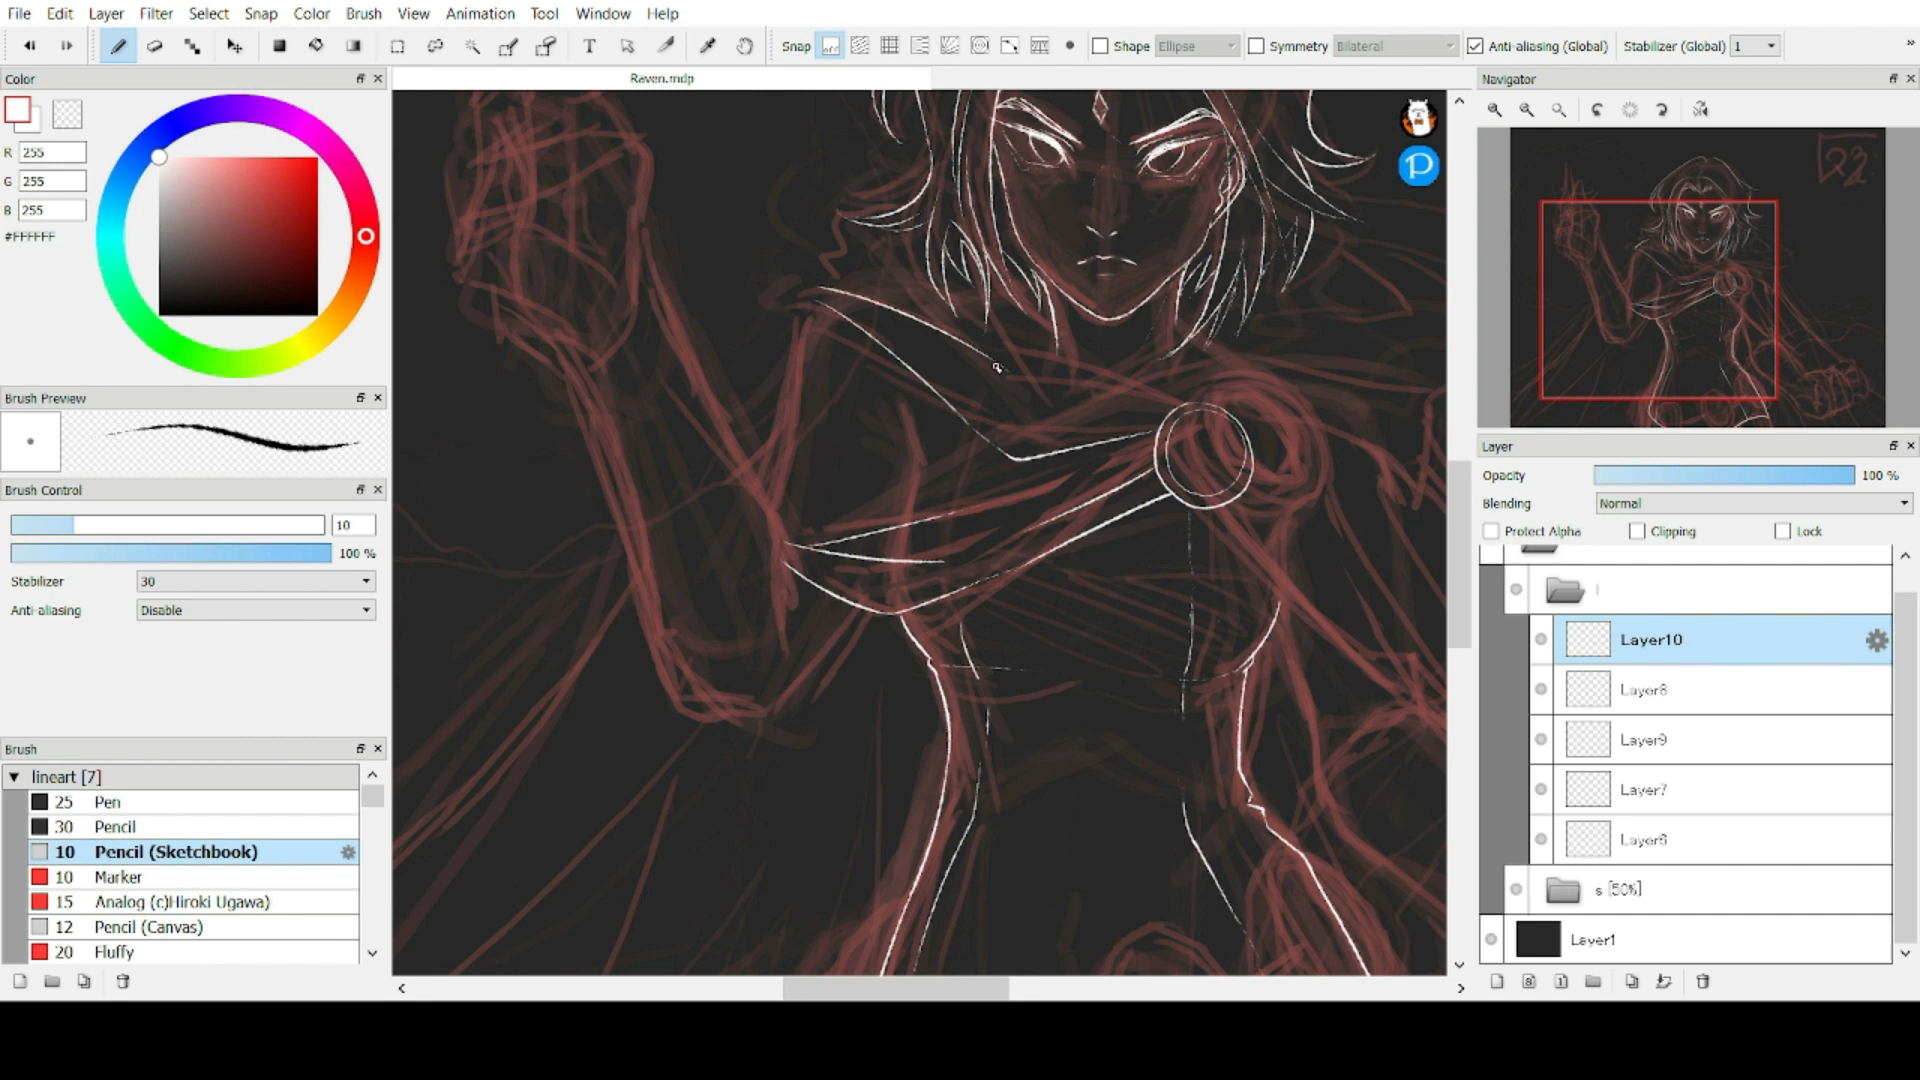 File Edit Layer Filter Select Snap Color Brush View Animation Tool Window Help
Snap off Shape Ellipse Symmetry Bilateral Anti-aliasing (Global) Stabilizer (Global) 1
Color
Raven.mdp
Navigator
R 255
G 255
B 255
#FFFFFF
P
Brush Preview
Brush Control
10
100 %
Stabilizer 30
Anti-aliasing Disable
Brush
lineart [7]
25 Pen
30 Pencil
10 Pencil (Sketchbook)
10 Marker
15 Analog (c)Hiroki Ugawa)
12 Pencil (Canvas)
20 Fluffy
Layer
Opacity 100 %
Blending Normal
Protect Alpha Clipping Lock
l
Layer10
Layer8
Layer9
Layer7
Layer6
s [50%]
Layer1